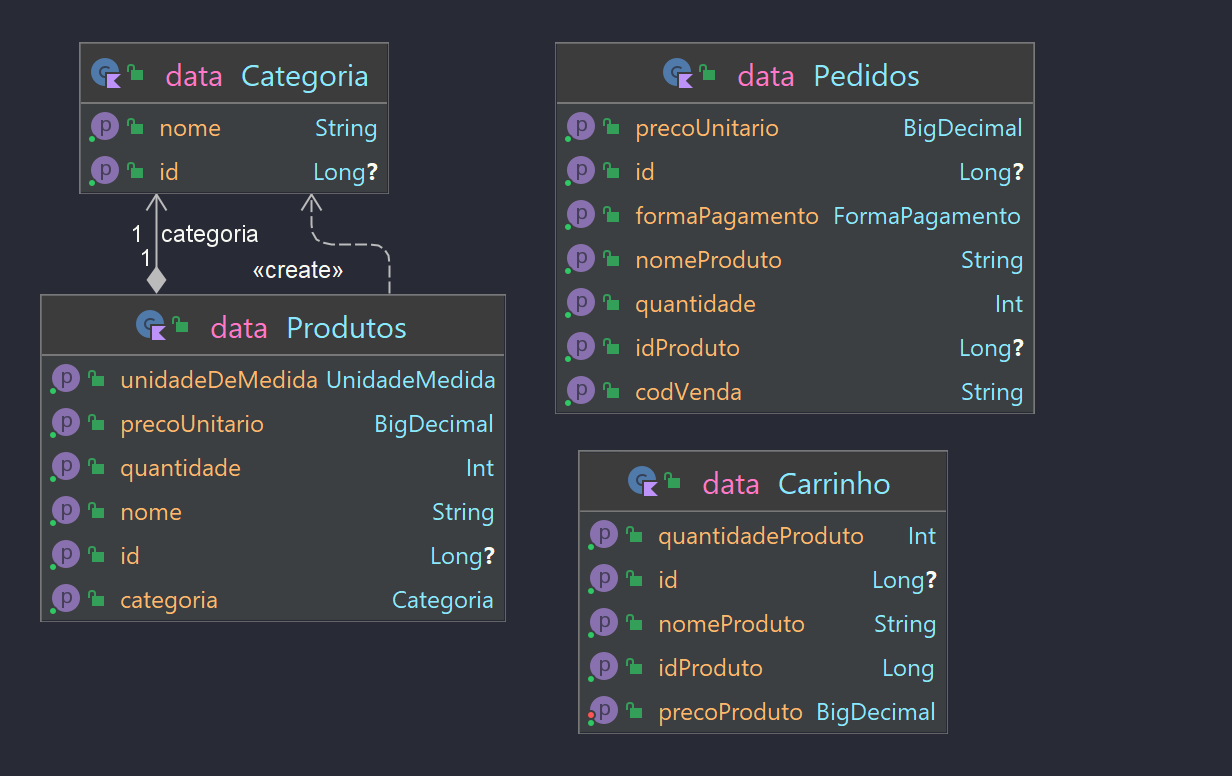 data Categoria
nome String
id Long?
1 categoria
1
«create»
data Produtos
unidadeDeMedida UnidadeMedida
precoUnitario BigDecimal
quantidade Int
nome String
id Long?
categoria Categoria
data Pedidos
precoUnitario BigDecimal
id Long?
formaPagamento FormaPagamento
nomeProduto String
quantidade Int
idProduto Long?
codVenda String
data Carrinho
quantidadeProduto Int
id Long?
nomeProduto String
idProduto Long
precoProduto BigDecimal